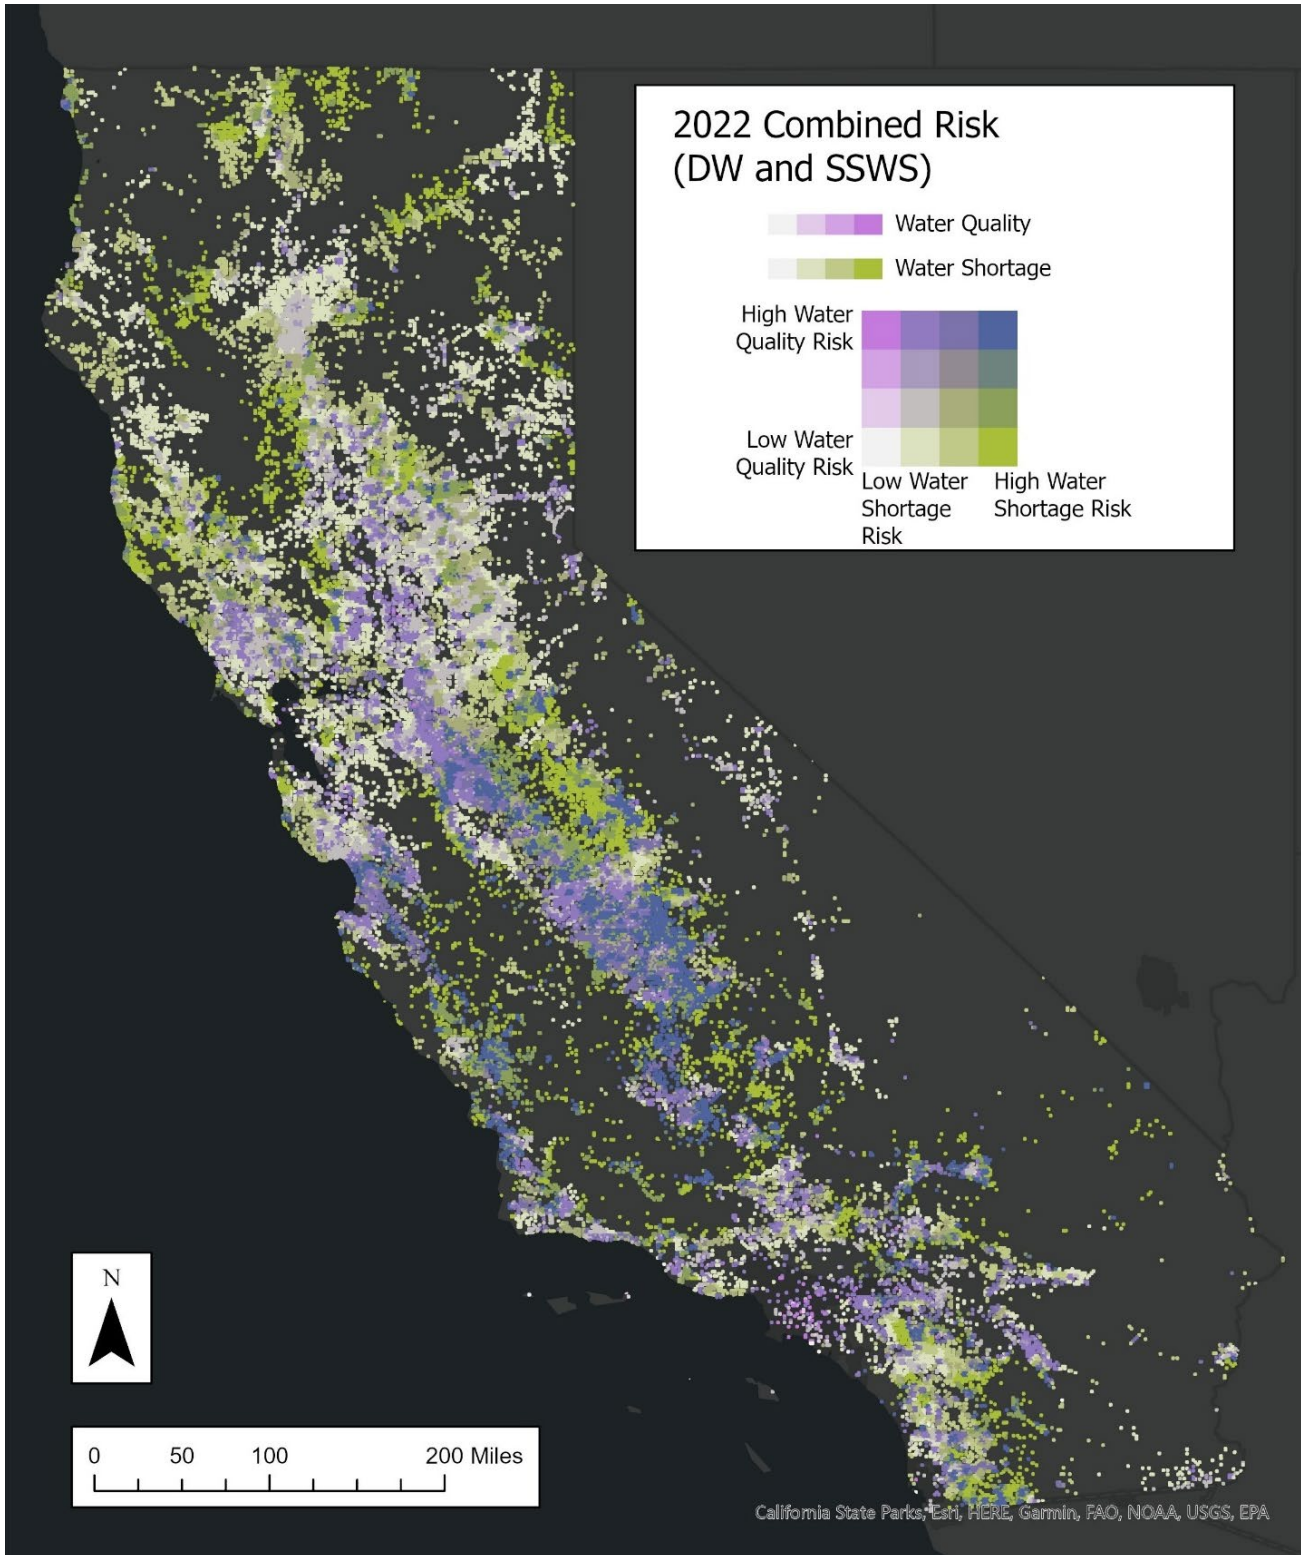 2022 Combined Risk
(DW and SSWS)
Water Quality
Water Shortage
High Water
Quality Risk
Low Water
Quality Risk
Low Water
Shortage
Risk
High Water
Shortage Risk
N
0 50 100 200 Miles
California State Parks, Esri, HERE, Garmin, FAO, NOAA, USGS, EPA